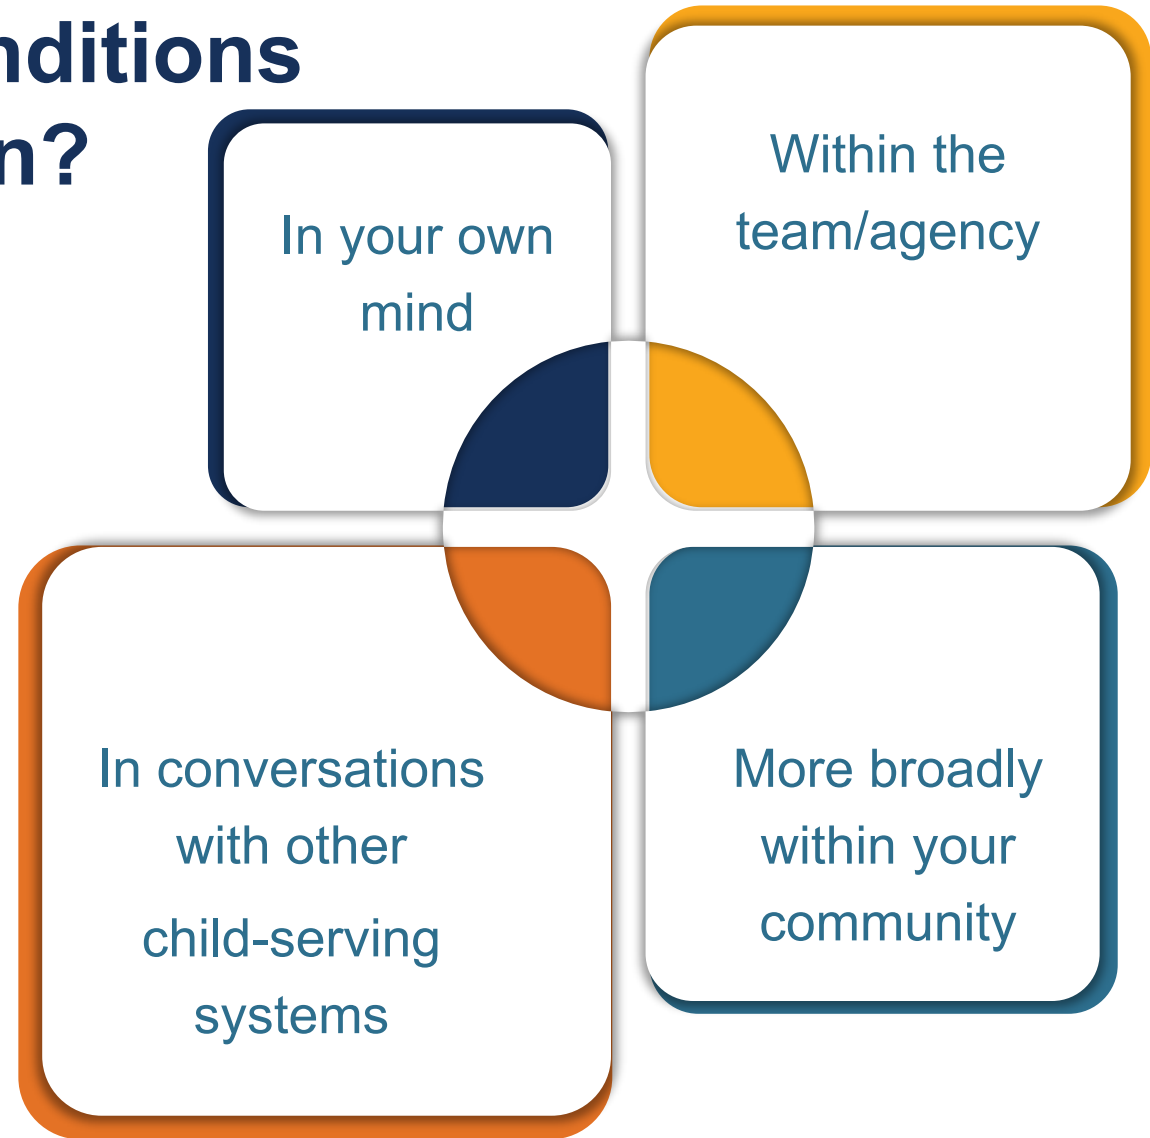 nditions
n?
In your own
mind
Within the
team/agency
In conversations
with other
child-serving
systems
More broadly
within your
community